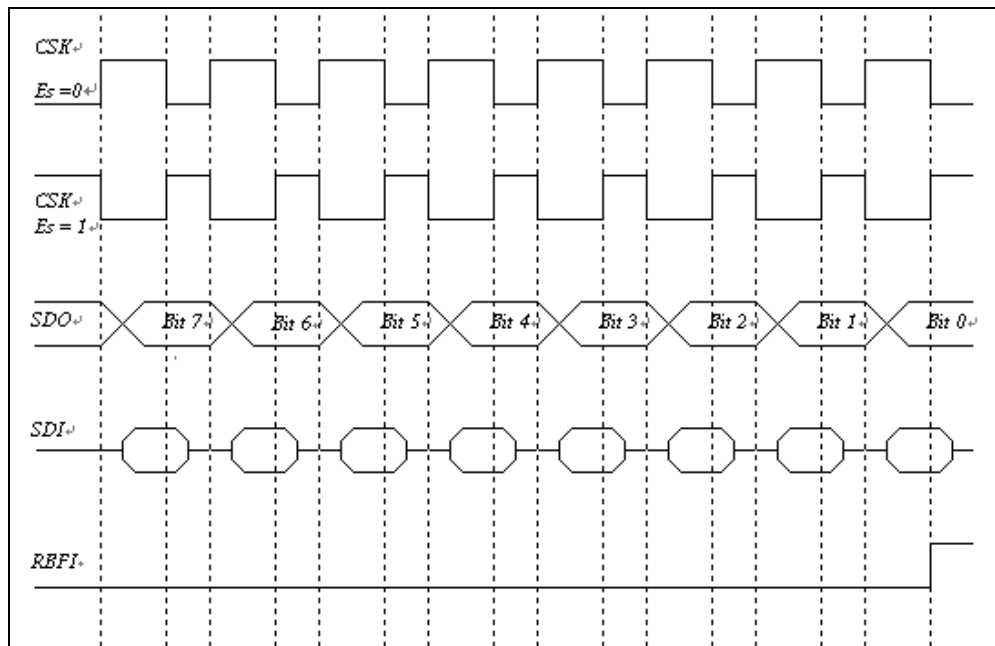 CSK↵
Es =0↵
CSK
Es = 1↵
SDO↵ Bit 7↵ Bit 6↵ Bit 5↵ Bit 4↵ Bit 3↵ Bit 2↵ Bit 1↵ Bit 0↵
SDI↵
RBFI↵